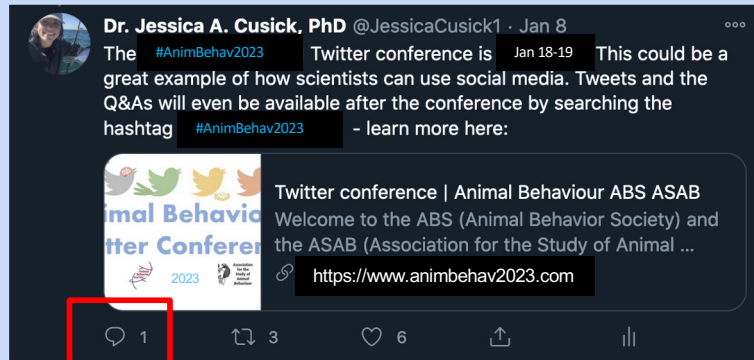 Dr. Jessica A. Cusick, PhD @JessicaCusick1 · Jan 8
The #AnimBehav2023 Twitter conference is Jan 18-19 This could be a
great example of how scientists can use social media. Tweets and the
Q&As will even be available after the conference by searching the
hashtag #AnimBehav2023 - learn more here:
imal Behavio
tter Conferen
2023
Association for the Study of Animal Behaviour
Twitter conference | Animal Behaviour ABS ASAB
Welcome to the ABS (Animal Behavior Society) and
the ASAB (Association for the Study of Animal ...
https://www.animbehav2023.com
1 3 6